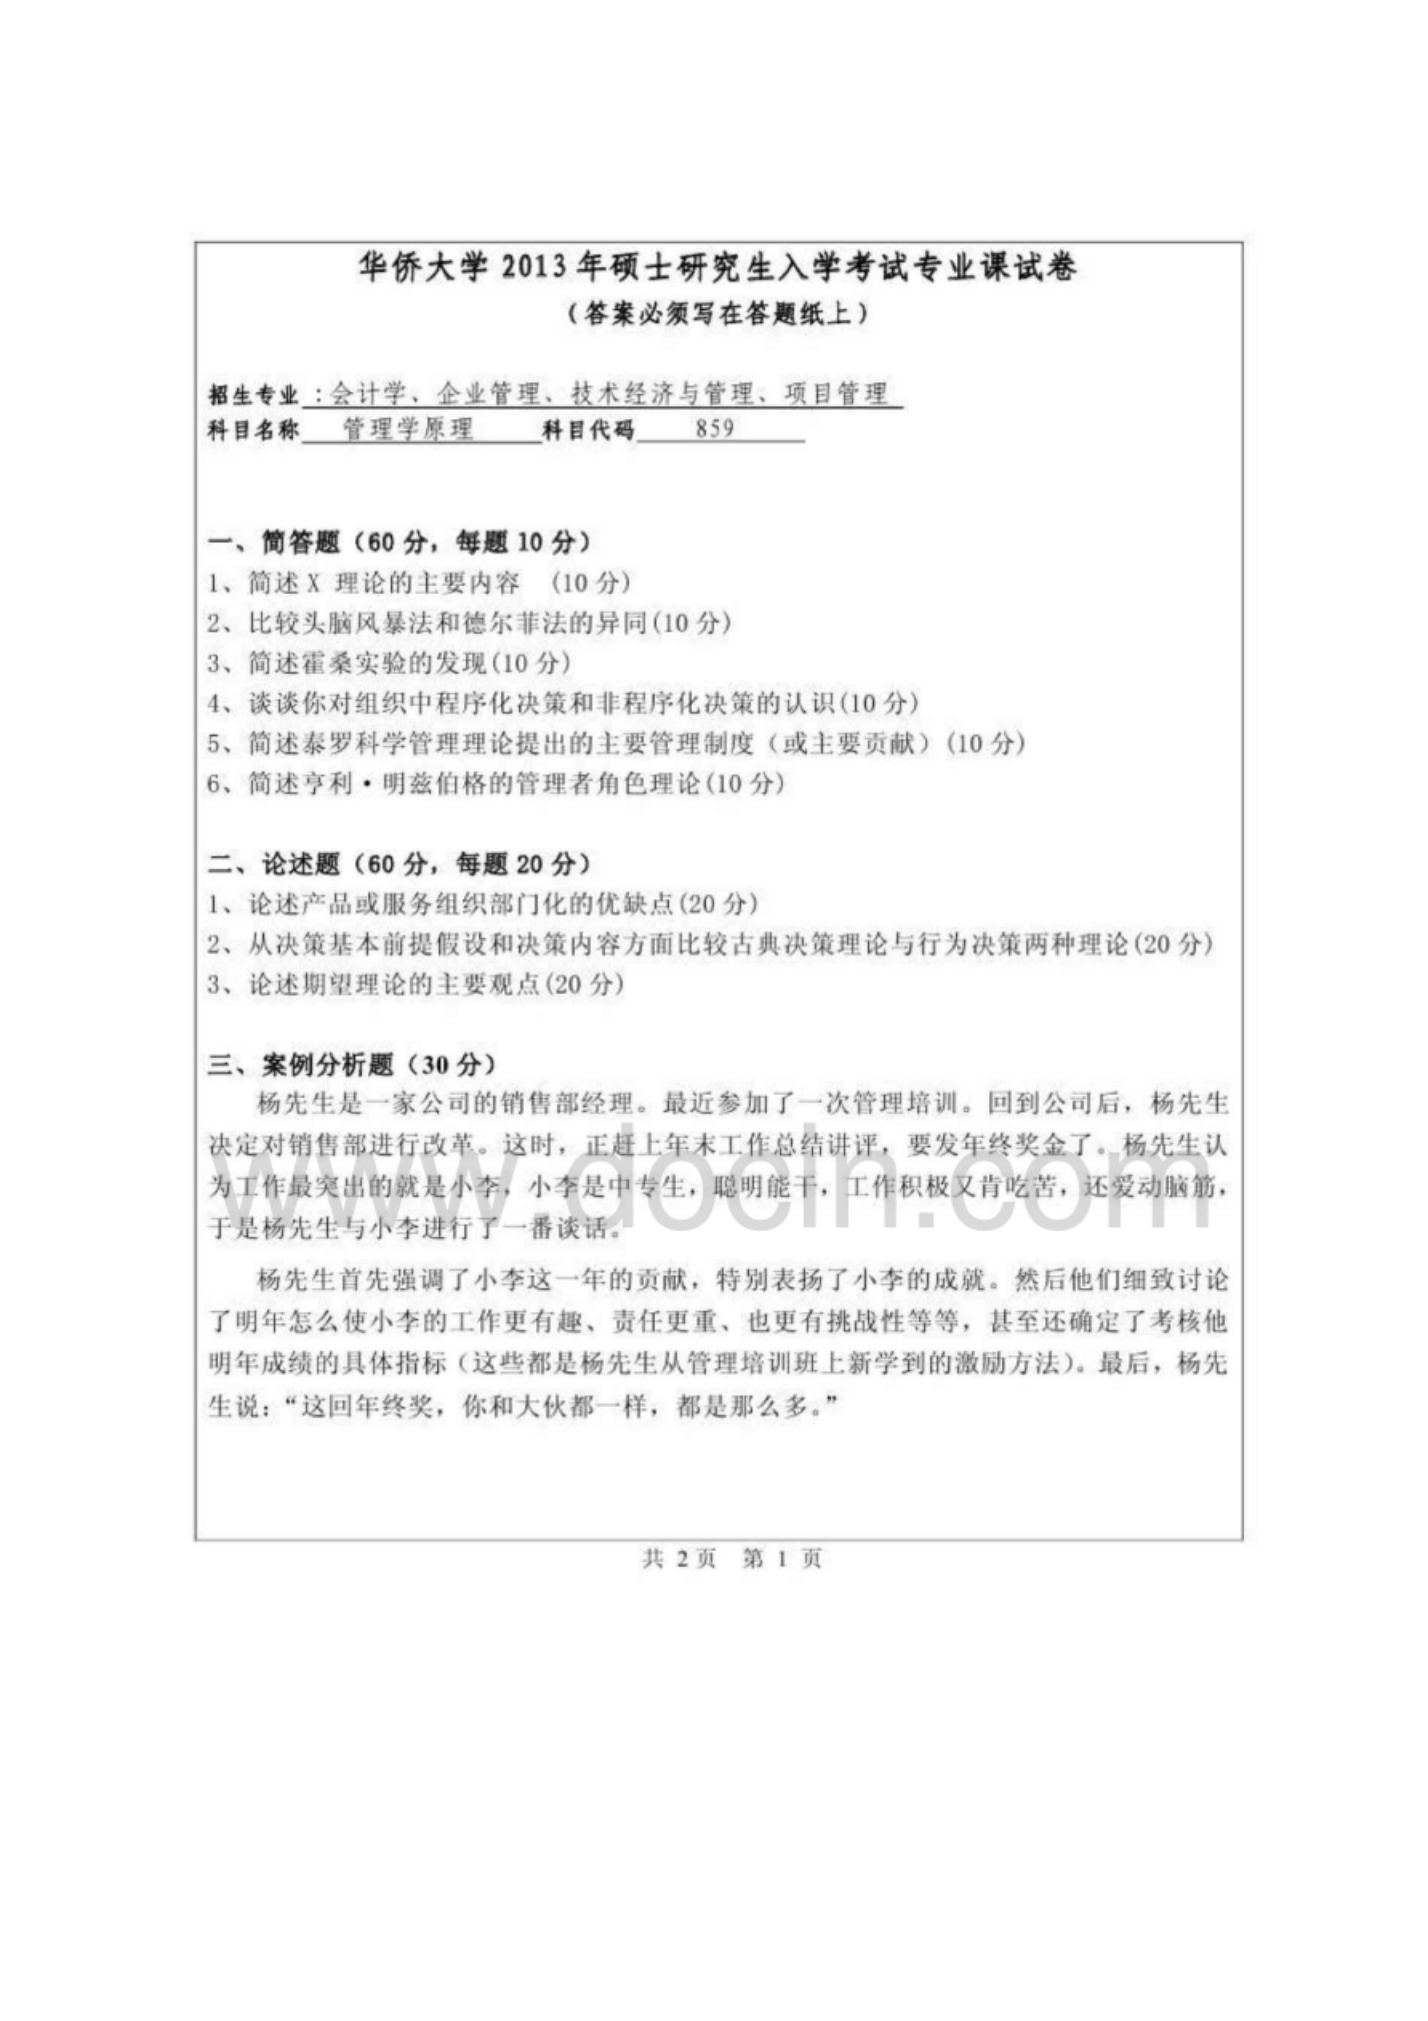 华侨大学 2013 年硕士研究生入学考试专业课试卷
（答案必须写在答题纸上）
招生专业 ：会计学、企业管理、技术经济与管理、项目管理
科目名称 管理学原理 科目代码 859
一、简答题（60 分，每题 10 分）
1、简述 X 理论的主要内容 (10 分)
2、比较头脑风暴法和德尔菲法的异同(10 分)
3、简述霍桑实验的发现(10 分)
4、谈谈你对组织中程序化决策和非程序化决策的认识(10 分)
5、简述泰罗科学管理理论提出的主要管理制度（或主要贡献）(10 分)
6、简述亨利·明兹伯格的管理者角色理论(10 分)
二、论述题（60 分，每题 20 分）
1、论述产品或服务组织部门化的优缺点(20 分)
2、从决策基本前提假设和决策内容方面比较古典决策理论与行为决策两种理论(20 分)
3、论述期望理论的主要观点(20 分)
三、案例分析题（30 分）
杨先生是一家公司的销售部经理。最近参加了一次管理培训。回到公司后，杨先生
决定对销售部进行改革。这时，正赶上年末工作总结讲评，要发年终奖金了。杨先生认
为工作最突出的就是小李，小李是中专生，聪明能干，工作积极又肯吃苦，还爱动脑筋，
于是杨先生与小李进行了一番谈话。
杨先生首先强调了小李这一年的贡献，特别表扬了小李的成就。然后他们细致讨论
了明年怎么使小李的工作更有趣、责任更重、也更有挑战性等等，甚至还确定了考核他
明年成绩的具体指标（这些都是杨先生从管理培训班上新学到的激励方法）。最后，杨先
生说：“这回年终奖，你和大伙都一样，都是那么多。”
www.docin.com
共 2 页 第 1 页